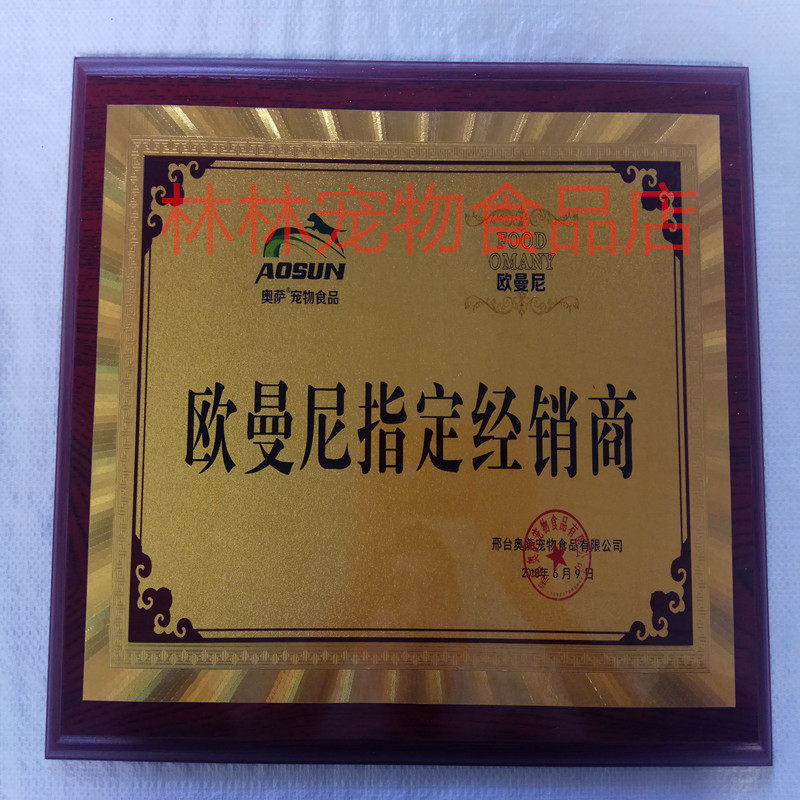 林林宠物食品店
FOOD
OMANY
AOSUN
欧曼尼
奥萨®宠物食品
欧曼尼指定经销商
邢台奥萨宠物食品有限公司
2018年6月9日